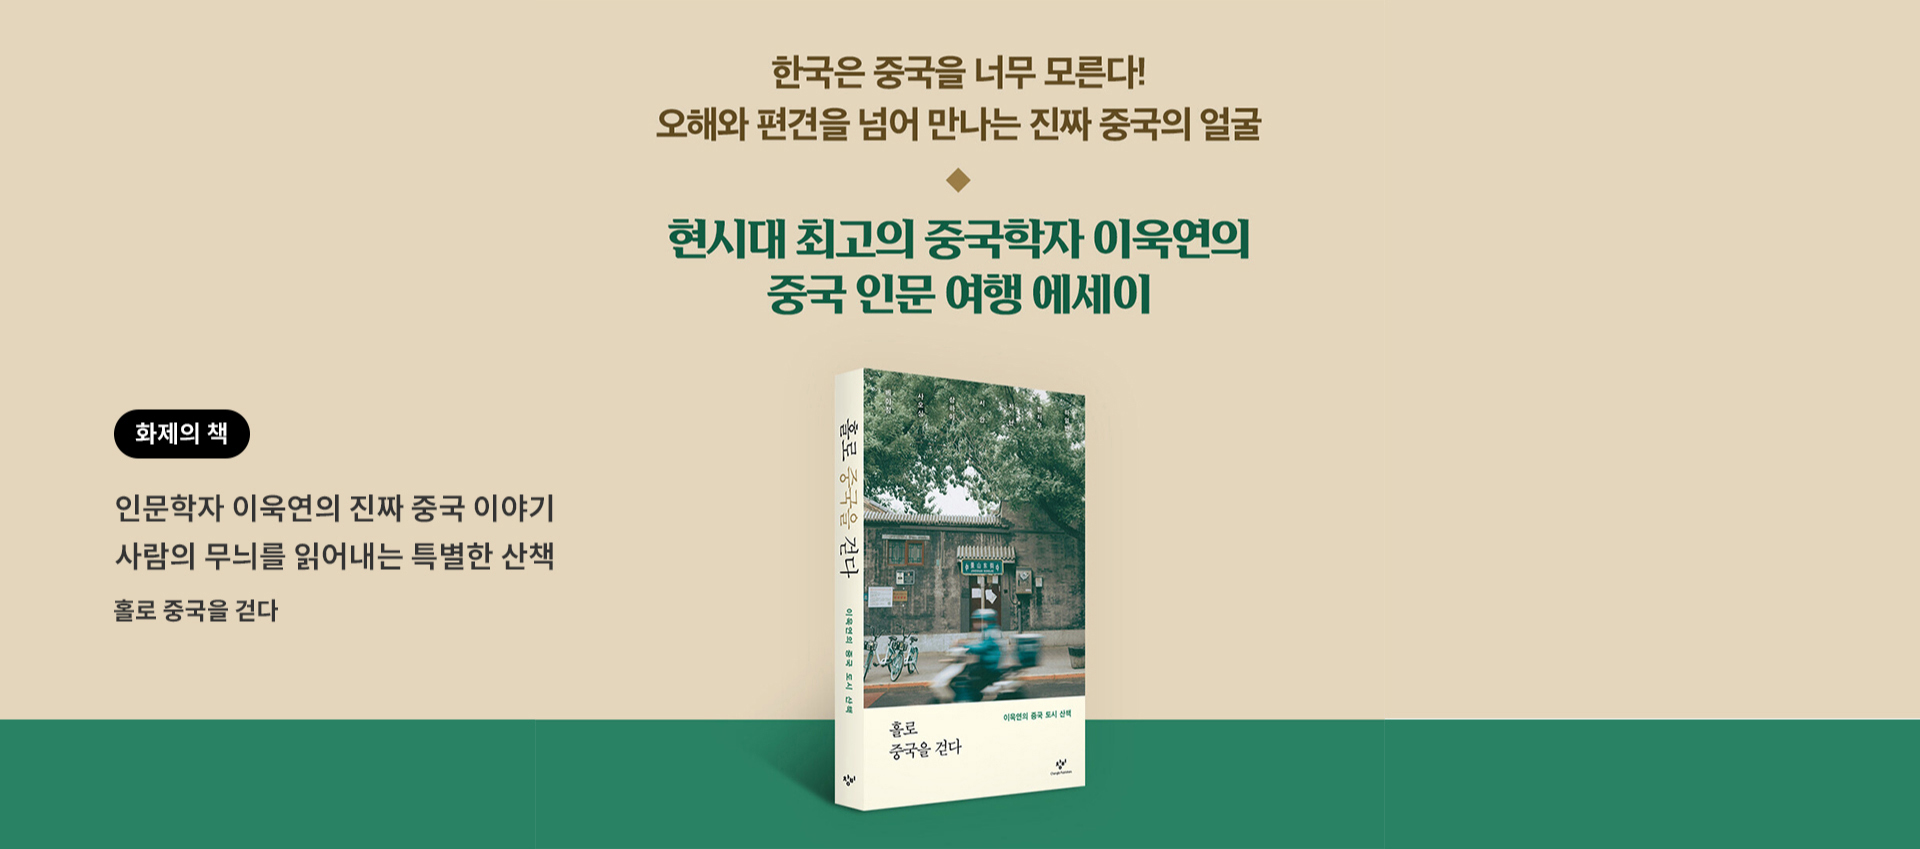 한국은 중국을 너무 모른다!
오해와 편견을 넘어 만나는 진짜 중국의 얼굴
현시대 최고의 중국학자 이욱연의
중국 인문 여행 에세이
화제의 책
인문학자 이욱연의 진짜 중국 이야기
사람의 무늬를 읽어내는 특별한 산책
홀로 중국을 걷다
홀로 중국을 걷다
이욱연의 중국 도시 산책
창비
이욱연의 중국 도시 산책
홀로
중국을 걷다
창비